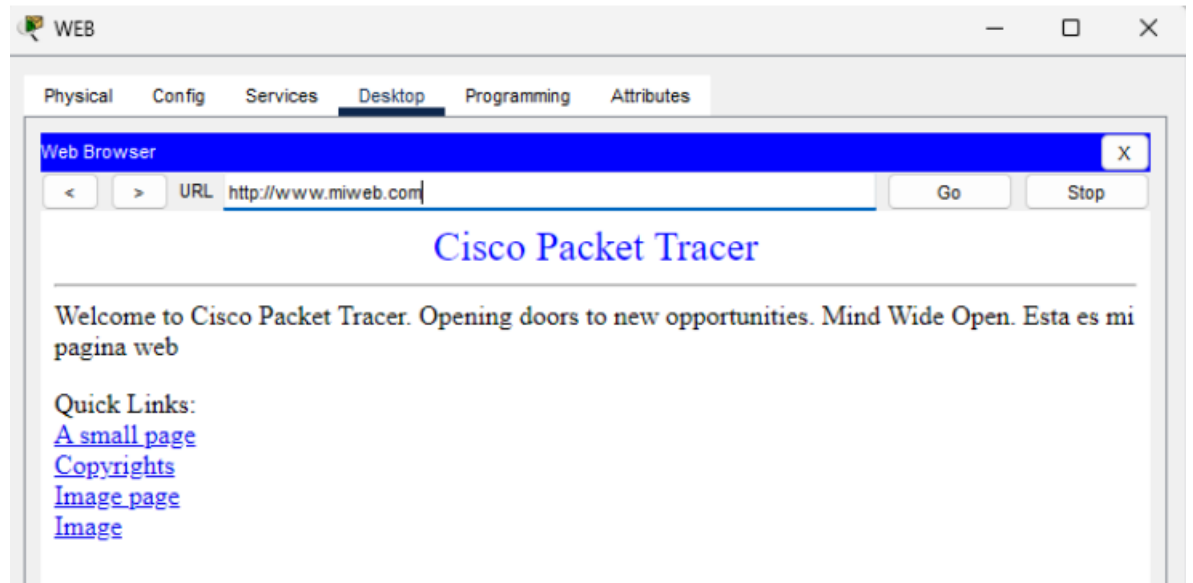 WEB
Physical Config Services Desktop Programming Attributes
Web Browser X
< > URL http://www.miweb.com Go Stop
Cisco Packet Tracer
Welcome to Cisco Packet Tracer. Opening doors to new opportunities. Mind Wide Open. Esta es mi
pagina web
Quick Links:
A small page
Copyrights
Image page
Image